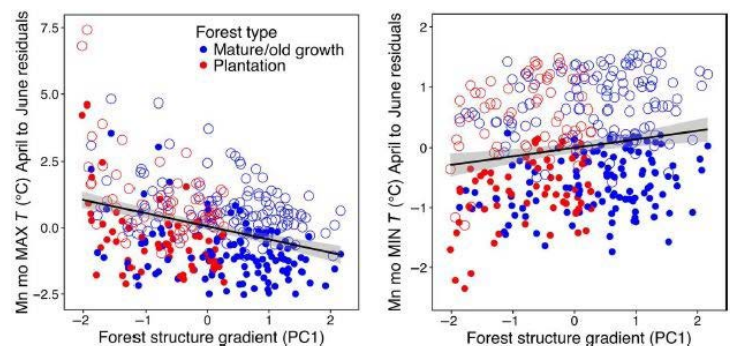 Mn mo MAX T (°C) April to June residuals
7.5
5.0
2.5
0.0
−2.5
Forest type
Mature/old growth
Plantation
−2
−1
0
1
2
Forest structure gradient (PC1)
Mn mo MIN T (°C) April to June residuals
2
1
0
−1
−2
−2
−1
0
1
2
Forest structure gradient (PC1)